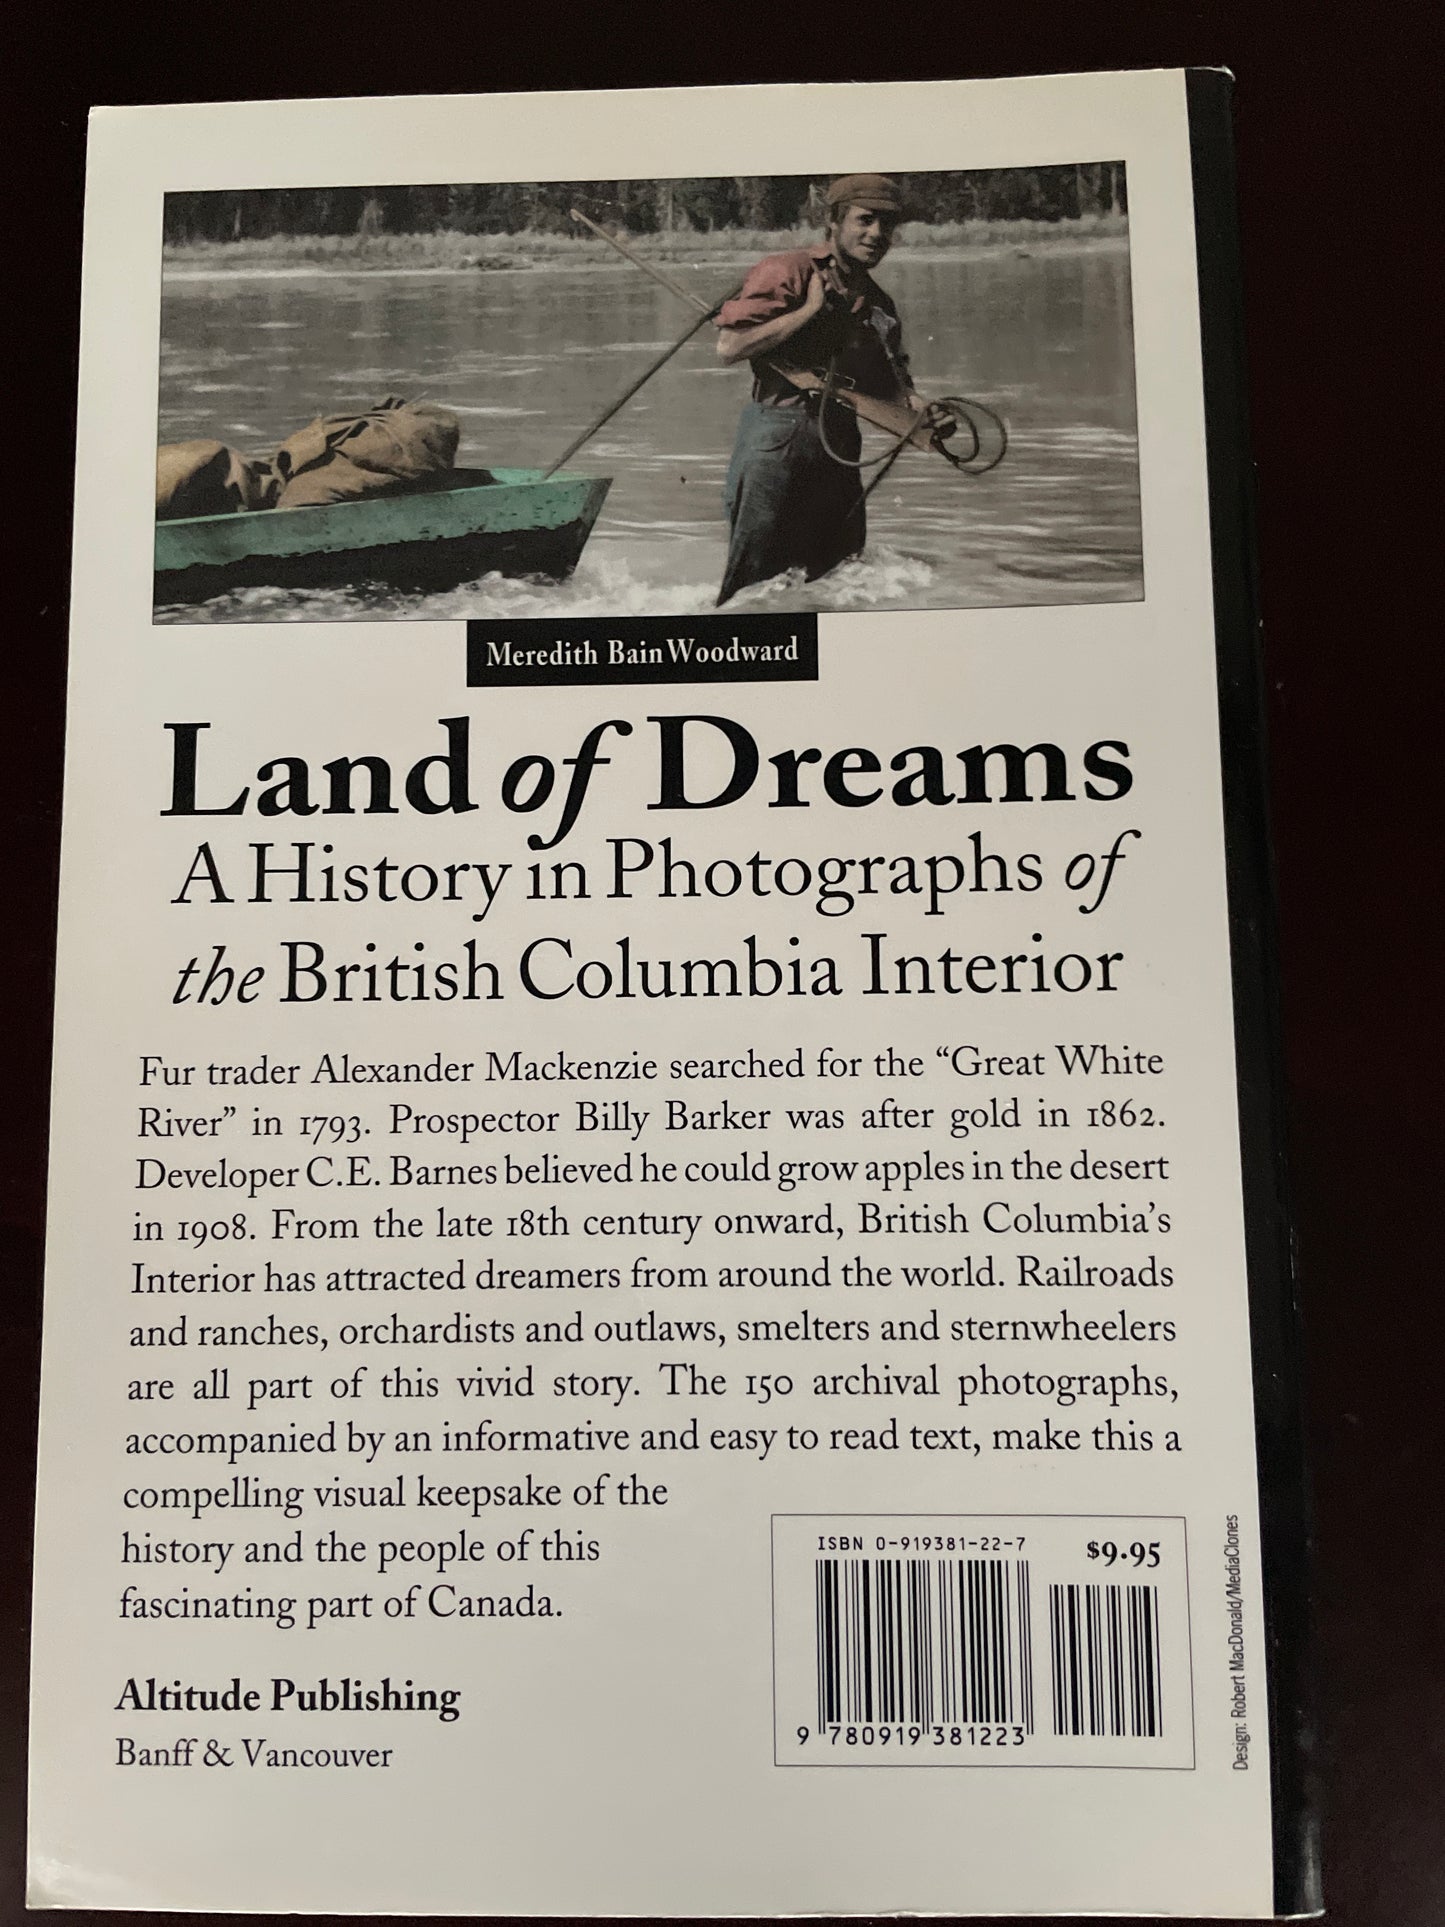 Meredith Bain Woodward
Land of Dreams
A History in Photographs of
the British Columbia Interior
Fur trader Alexander Mackenzie searched for the “Great White
River” in 1793. Prospector Billy Barker was after gold in 1862.
Developer C.E. Barnes believed he could grow apples in the desert
in 1908. From the late 18th century onward, British Columbia’s
Interior has attracted dreamers from around the world. Railroads
and ranches, orchardists and outlaws, smelters and sternwheelers
are all part of this vivid story. The 150 archival photographs,
accompanied by an informative and easy to read text, make this a
compelling visual keepsake of the
history and the people of this
fascinating part of Canada.
Altitude Publishing
Banff & Vancouver
ISBN 0-919381-22-7
$9.95
9 780919 381223
Design: Robert MacDonald/MediaClones